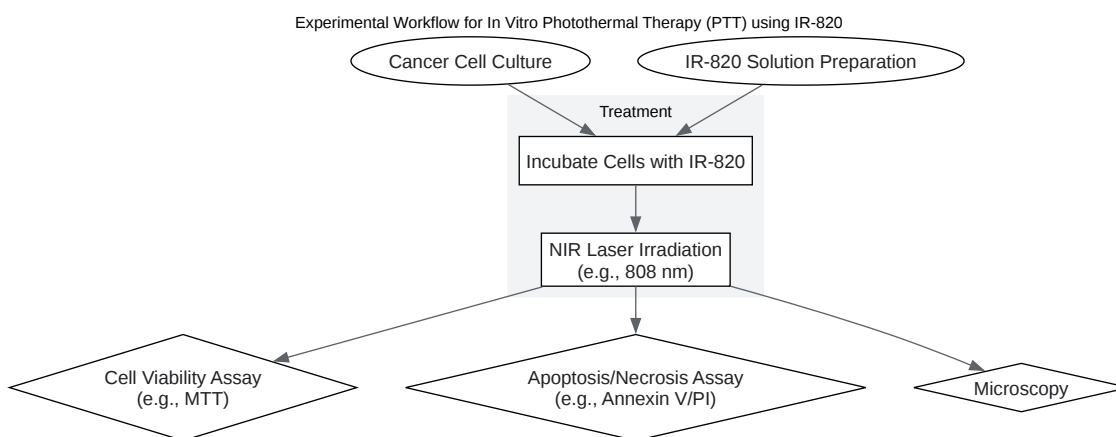 Experimental Workflow for In Vitro Photothermal Therapy (PTT) using IR-820
Cancer Cell Culture
IR-820 Solution Preparation
Treatment
Incubate Cells with IR-820
NIR Laser Irradiation
(e.g., 808 nm)
Cell Viability Assay
(e.g., MTT)
Apoptosis/Necrosis Assay
(e.g., Annexin V/PI)
Microscopy